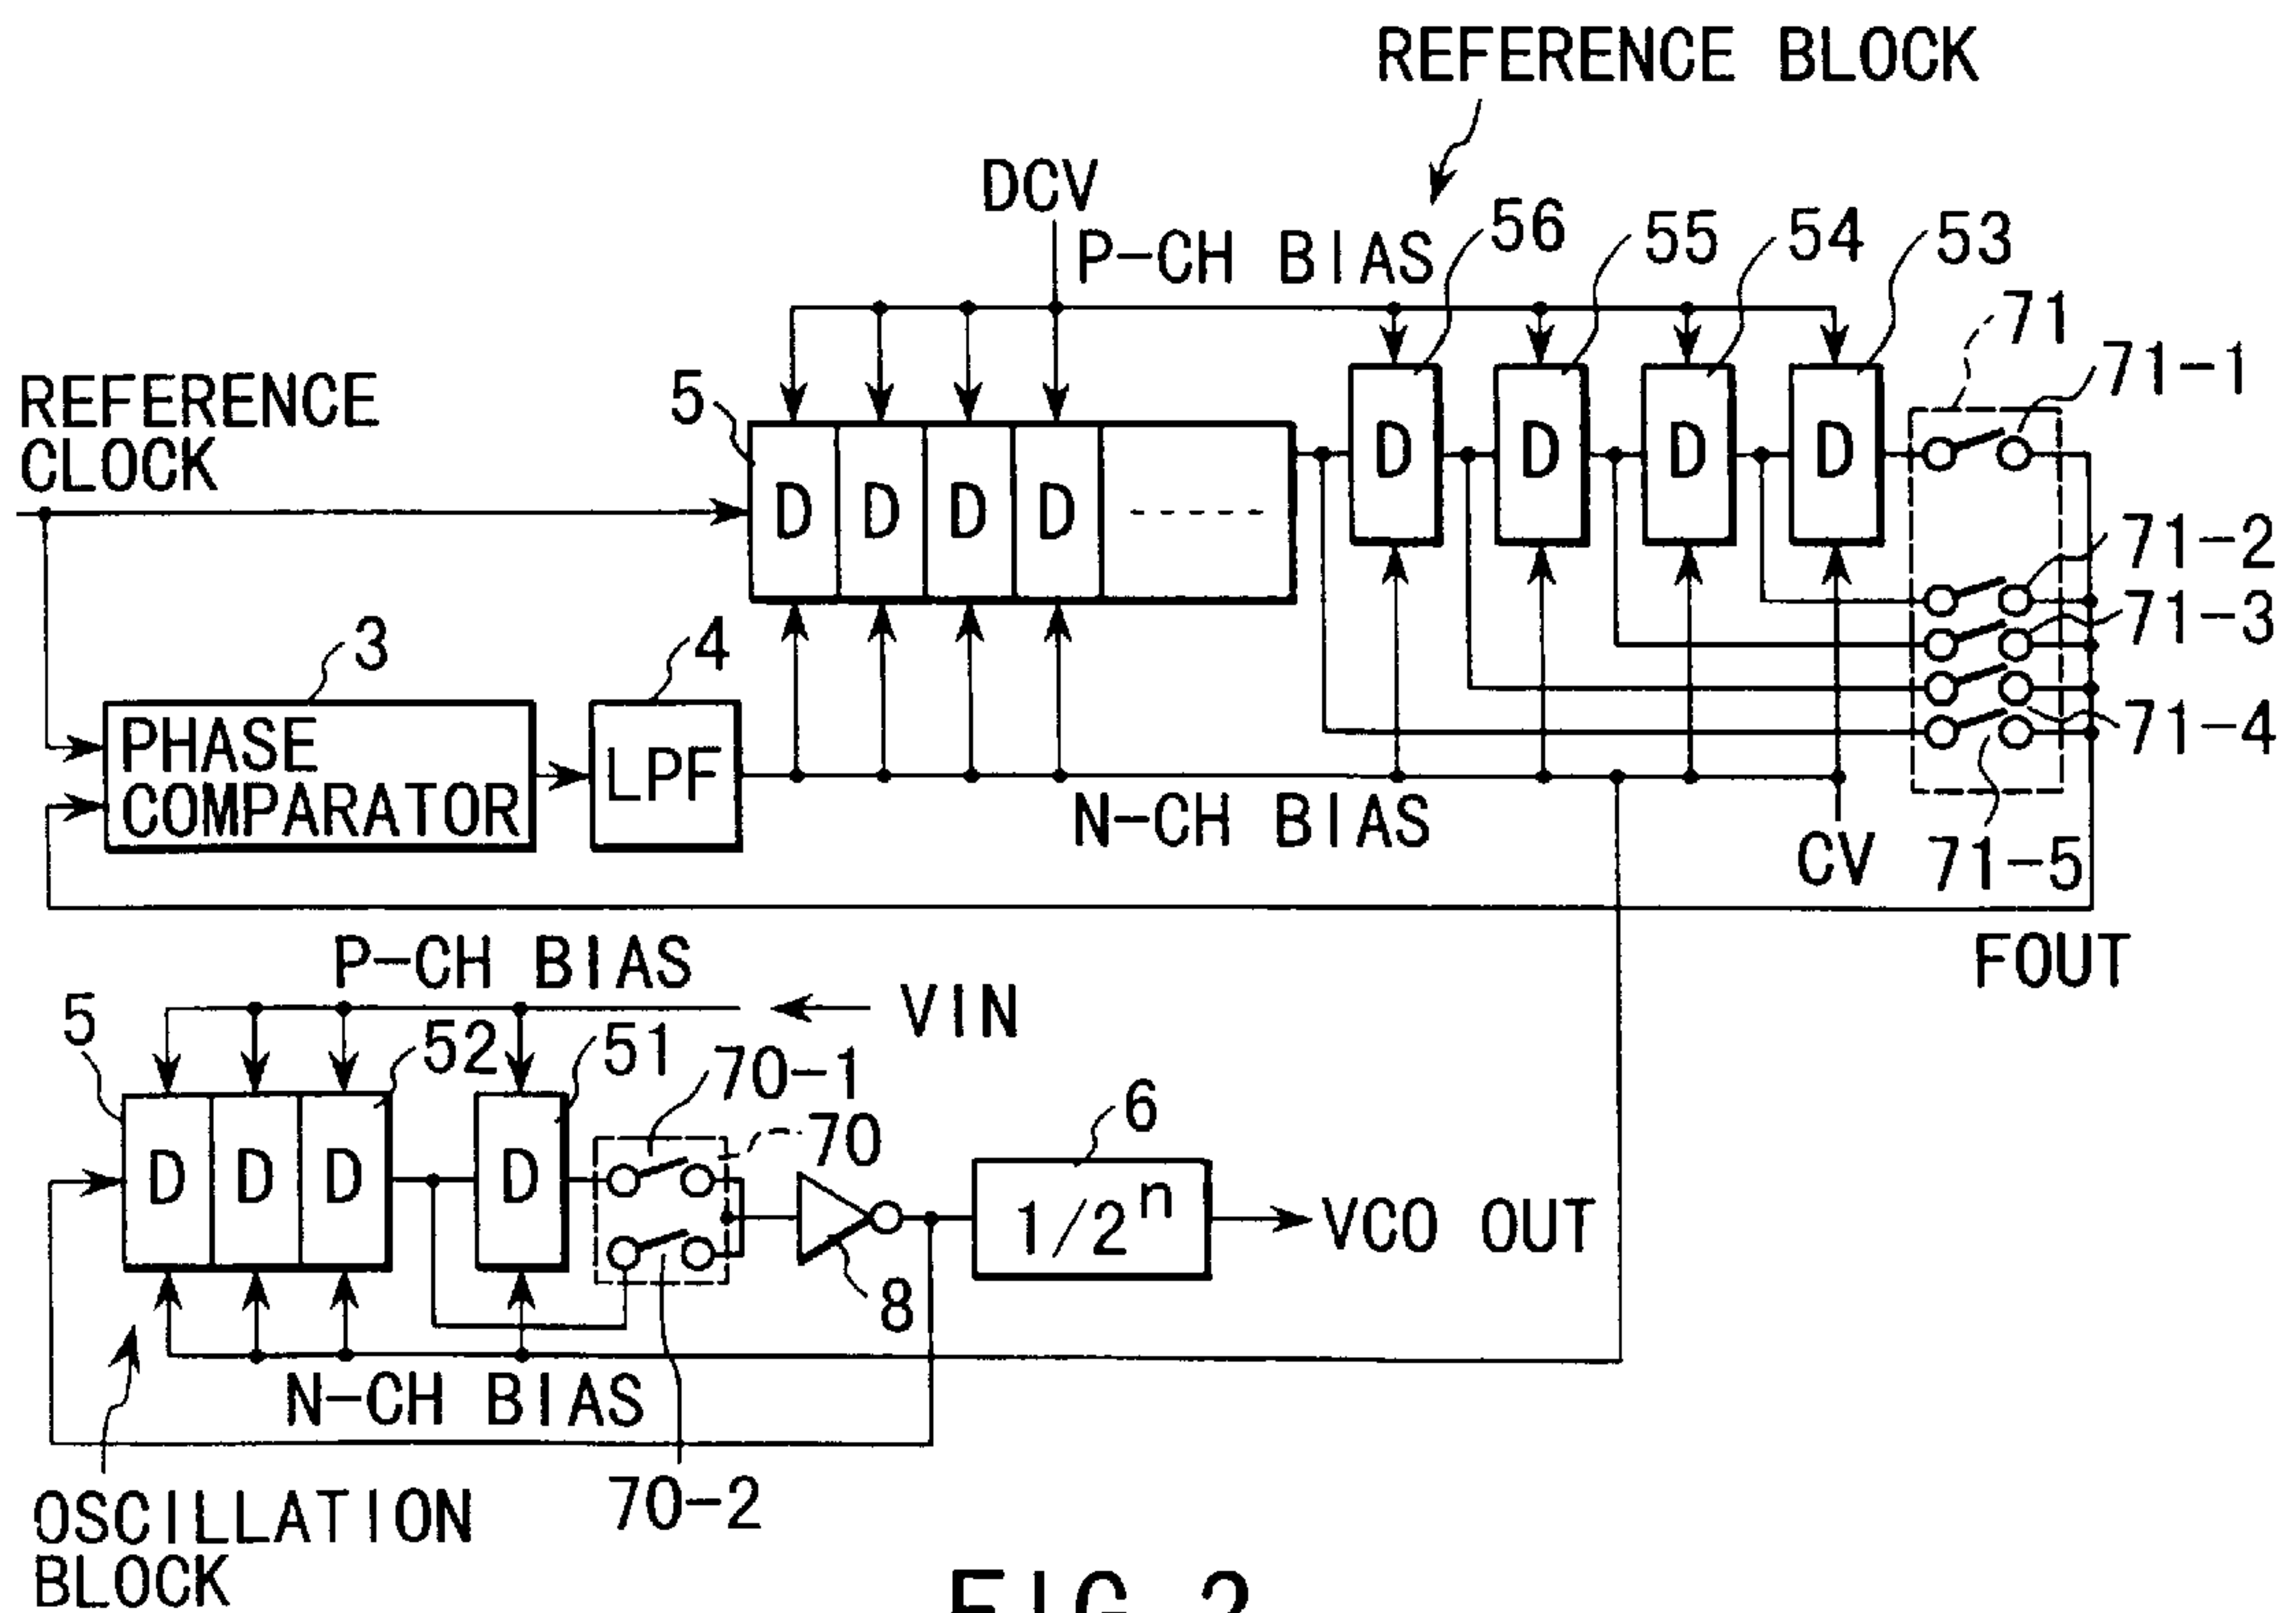 REFERENCE BLOCK
DCV
P-CH BIAS
56
55
54
53
71
71-1
REFERENCE
CLOCK
5
D D D D -----
D
D
D
D
71-2
71-3
71-4
71-5
3
PHASE
COMPARATOR
4
LPF
N-CH BIAS
CV
FOUT
P-CH BIAS
VIN
5
52
51
70-1
70
D D D
D
8
6
1/2ⁿ
VCO OUT
N-CH BIAS
70-2
OSCILLATION
BLOCK
FIG.2